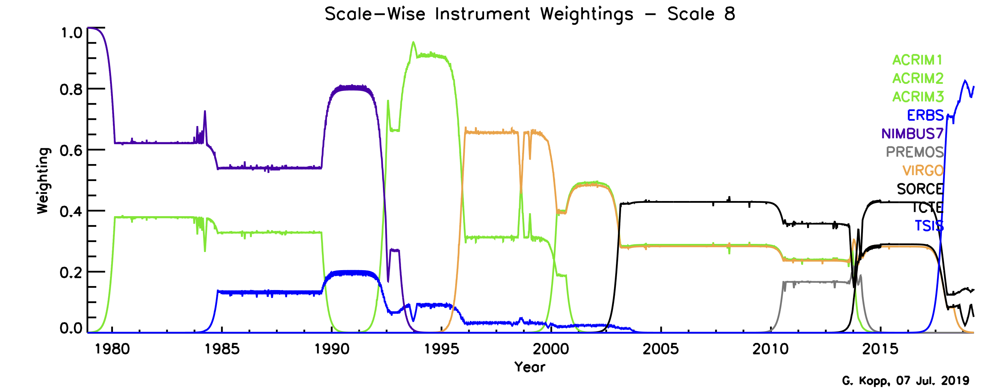 Scale-Wise Instrument Weightings - Scale 8
1.0
0.8
0.6
0.4
0.2
0.0
Weighting
ACRIM1
ACRIM2
ACRIM3
ERBS
NIMBUS7
PREMOS
VIRGO
SORCE
TCTE
TSIS
1980 1985 1990 1995 2000 2005 2010 2015
Year
G. Kopp, 07 Jul. 2019